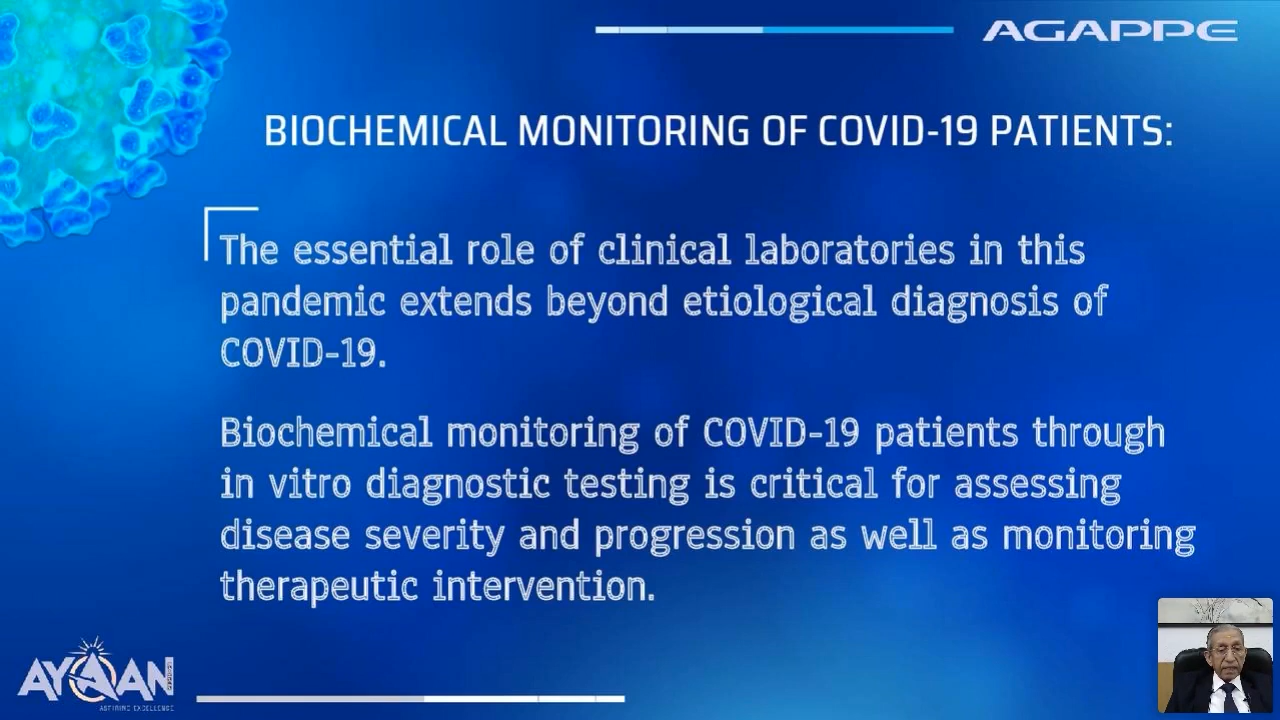 AGAPPE
BIOCHEMICAL MONITORING OF COVID-19 PATIENTS:
The essential role of clinical laboratories in this
pandemic extends beyond etiological diagnosis of
COVID-19.
Biochemical monitoring of COVID-19 patients through
in vitro diagnostic testing is critical for assessing
disease severity and progression as well as monitoring
therapeutic intervention.
AYAAN
ASPIRING EXCELLENCE